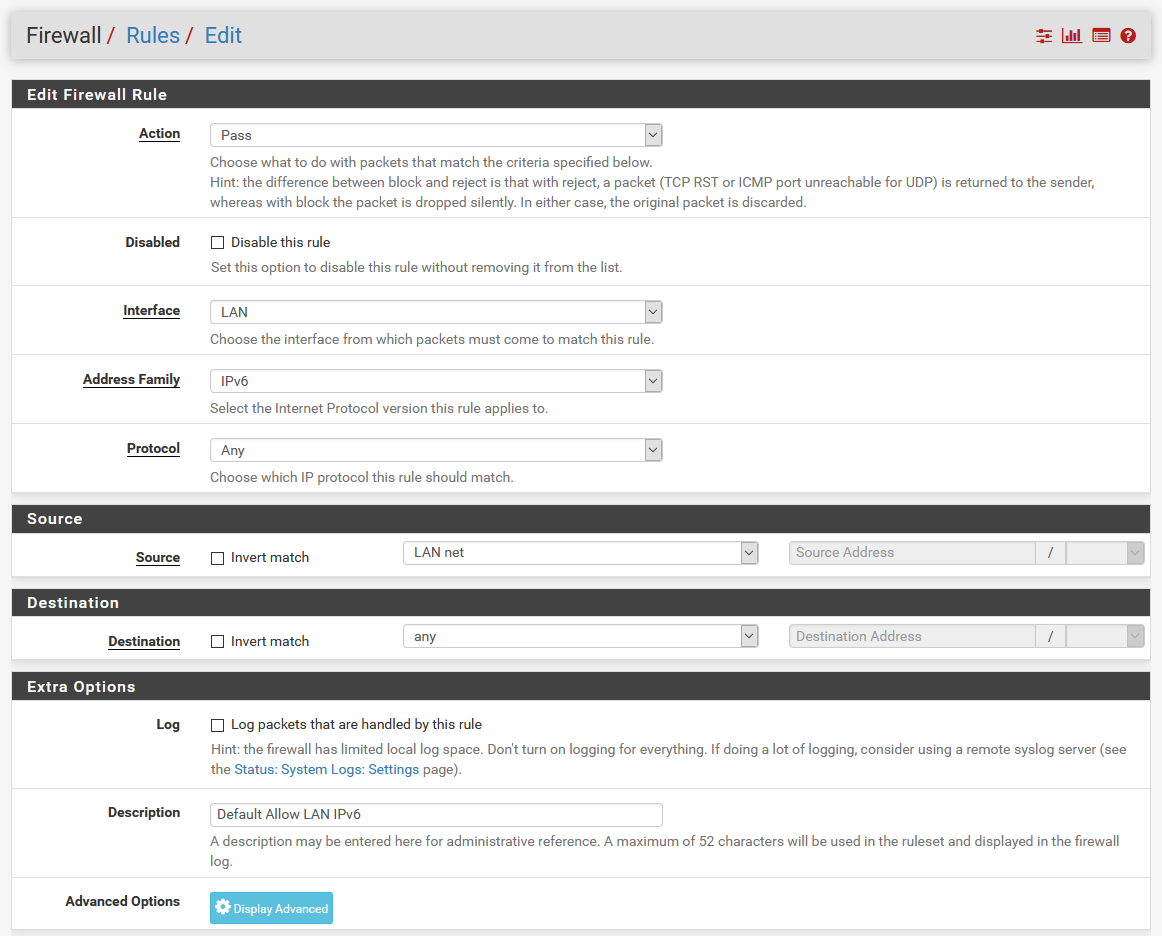 Firewall / Rules / Edit
Edit Firewall Rule
Action
Pass
Choose what to do with packets that match the criteria specified below.
Hint: the difference between block and reject is that with reject, a packet (TCP RST or ICMP port unreachable for UDP) is returned to the sender,
whereas with block the packet is dropped silently. In either case, the original packet is discarded.
Disabled
Disable this rule
Set this option to disable this rule without removing it from the list.
Interface
LAN
Choose the interface from which packets must come to match this rule.
Address Family
IPv6
Select the Internet Protocol version this rule applies to.
Protocol
Any
Choose which IP protocol this rule should match.
Source
Source
Invert match
LAN net
Source Address
/
Destination
Destination
Invert match
any
Destination Address
/
Extra Options
Log
Log packets that are handled by this rule
Hint: the firewall has limited local log space. Don't turn on logging for everything. If doing a lot of logging, consider using a remote syslog server (see
the Status: System Logs: Settings page).
Description
Default Allow LAN IPv6
A description may be entered here for administrative reference. A maximum of 52 characters will be used in the ruleset and displayed in the firewall
log.
Advanced Options
Display Advanced